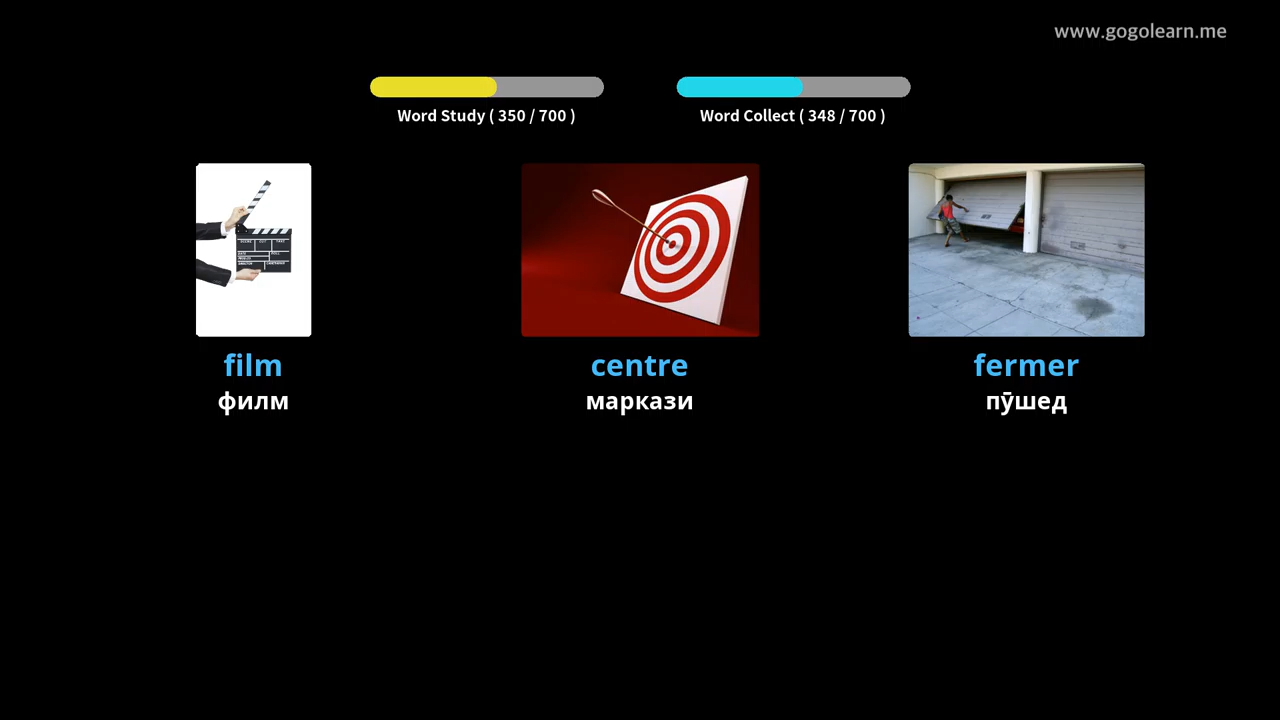 www.gogolearn.me
Word Study ( 350 / 700 )
Word Collect ( 348 / 700 )
film
centre
fermer
филм
маркази
пӯшед